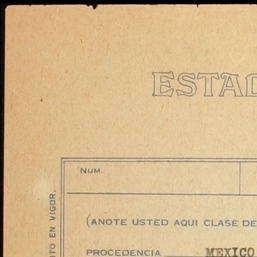 ESTAD
NUM.
(ANOTE USTED AQUI CLASE DE
PROCEDENCIA MEXICO
TO EN VIGOR.